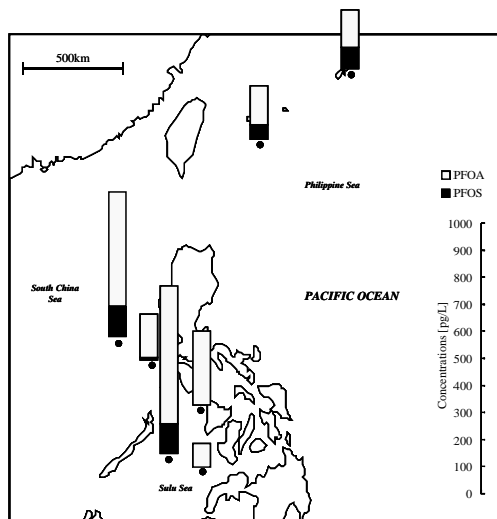 500km
Philippine Sea
PFOA
PFOS
1000
900
South China
Sea
800
PACIFIC OCEAN
700
600
500
400
300
200
100
0
Concentrations [pg/L]
Sulu Sea